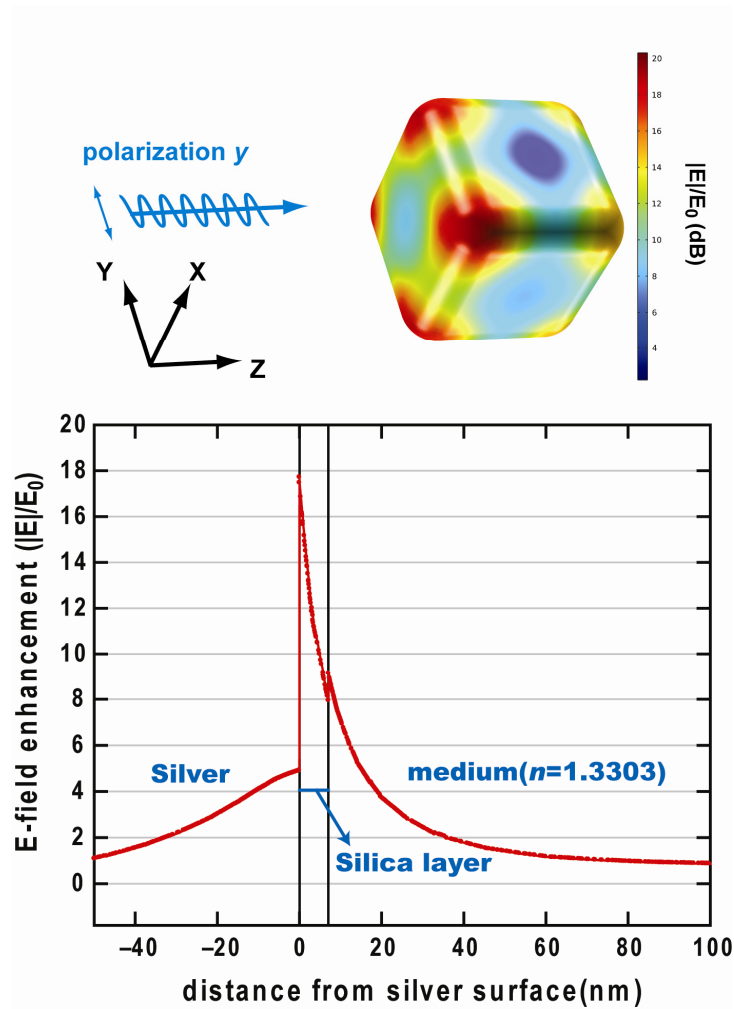 polarization y
Y
X
Z
20
18
16
14
12
10
8
6
4
|E|/E₀ (dB)
20
18
16
14
12
10
8
6
4
2
0
E-field enhancement (|E|/E₀)
Silver
medium(n=1.3303)
Silica layer
−40
−20
0
20
40
60
80
100
distance from silver surface(nm)